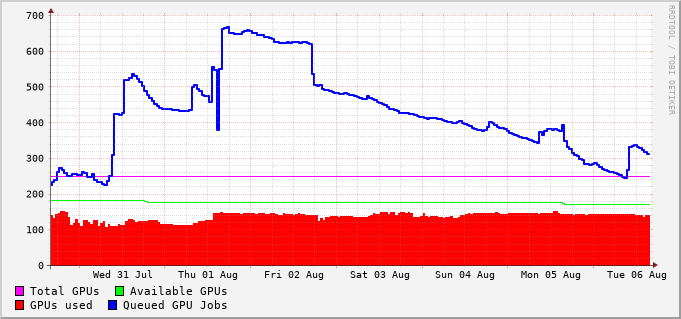 700
600
500
400
300
200
100
0
Wed 31 Jul Thu 01 Aug Fri 02 Aug Sat 03 Aug Sun 04 Aug Mon 05 Aug Tue 06 Aug
Total GPUs Available GPUs
GPUs used Queued GPU Jobs
RRDTOOL / TOBI OETIKER